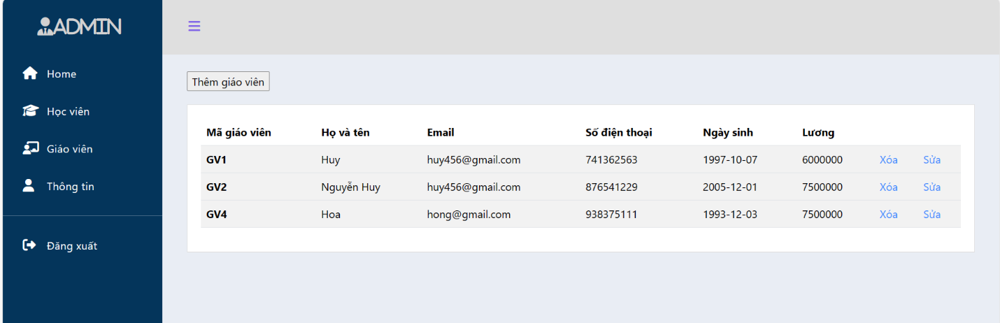 ADMIN
Home
Học viên
Giáo viên
Thông tin
Đăng xuất
Thêm giáo viên
Mã giáo viên Họ và tên Email Số điện thoại Ngày sinh Lương
GV1 Huy huy456@gmail.com 741362563 1997-10-07 6000000 Xóa Sửa
GV2 Nguyễn Huy huy456@gmail.com 876541229 2005-12-01 7500000 Xóa Sửa
GV4 Hoa hong@gmail.com 938375111 1993-12-03 7500000 Xóa Sửa